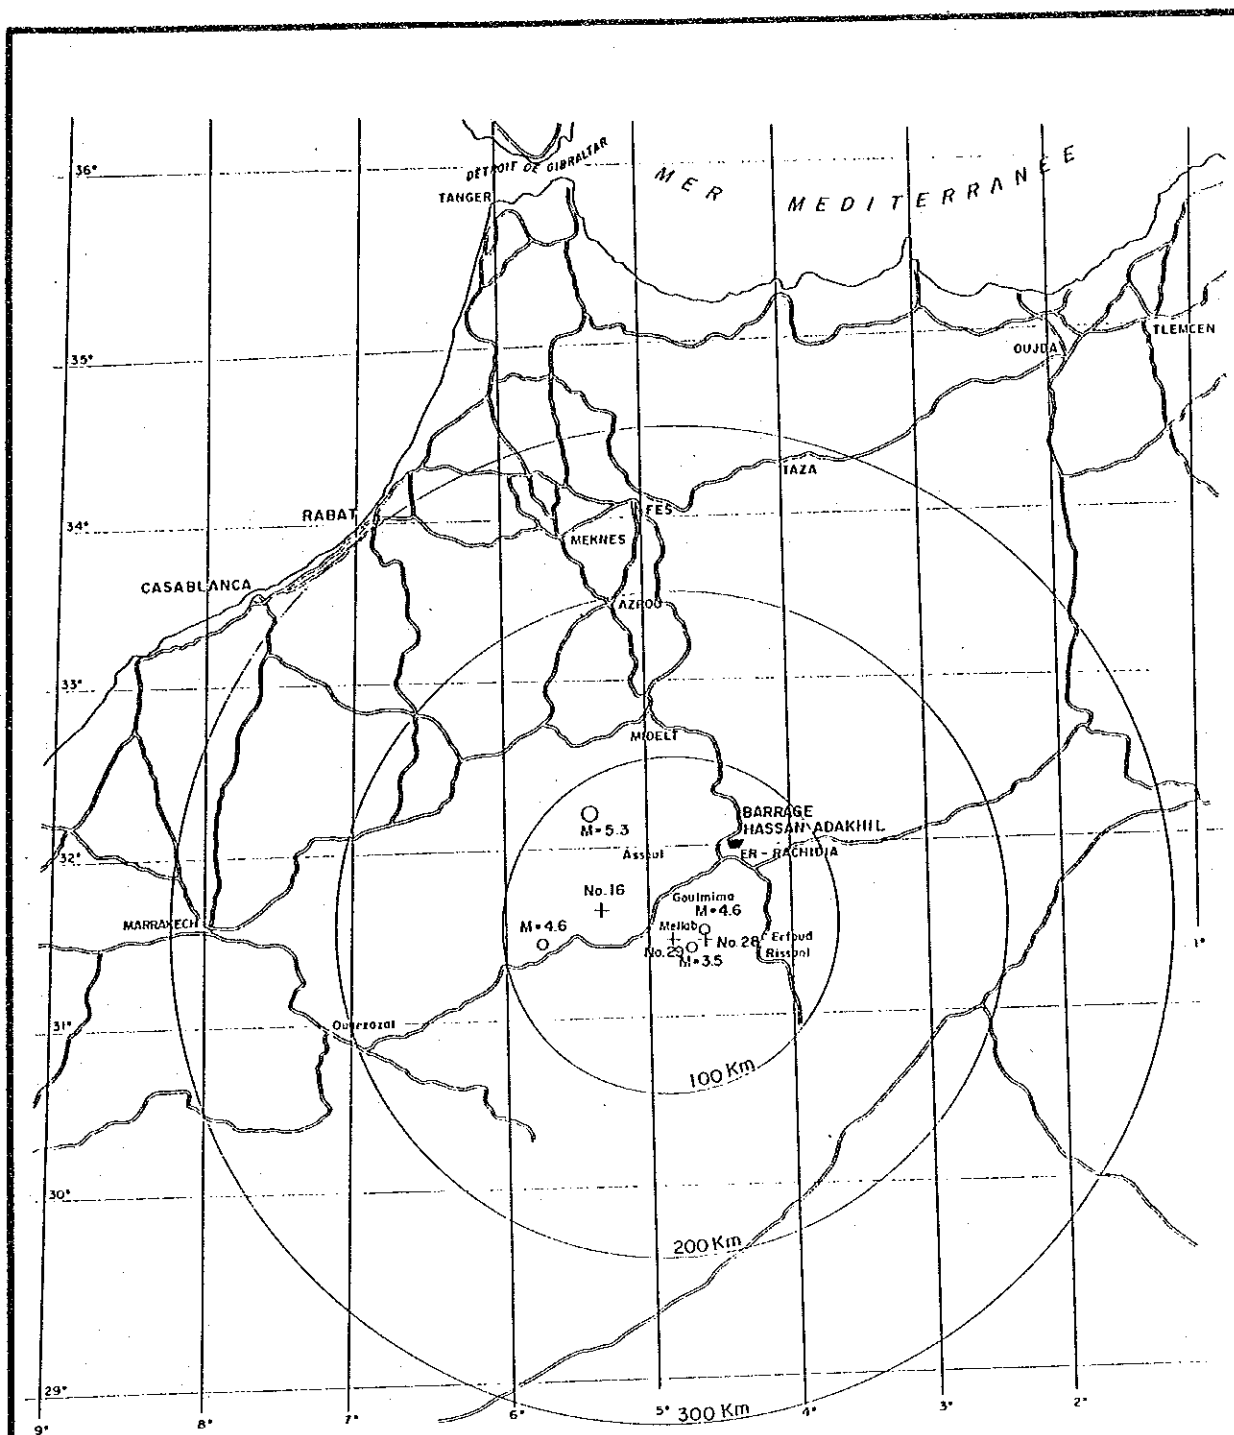 36°
DETROIT DE GIBRALTAR
MER MEDITERRANEE
TANGER
35°
OUJDA
TLEMCEN
TAZA
34°
RABAT
FES
MEKNES
CASABLANCA
AZROU
33°
MIDELT
BARRAGE
HASSAN ADAKHIL
M=5.3
32°
Assoul
ER-RACHIDIA
No.16
Goulmima
M=4.6
MARRAKECH
M=4.6
Mellab
No.28
Erfoud
No.29
Rissani
M=3.5
1°
31°
Ouarzazat
100 Km
30°
200 Km
29°
300 Km
9°
8°
7°
6°
5°
4°
3°
2°